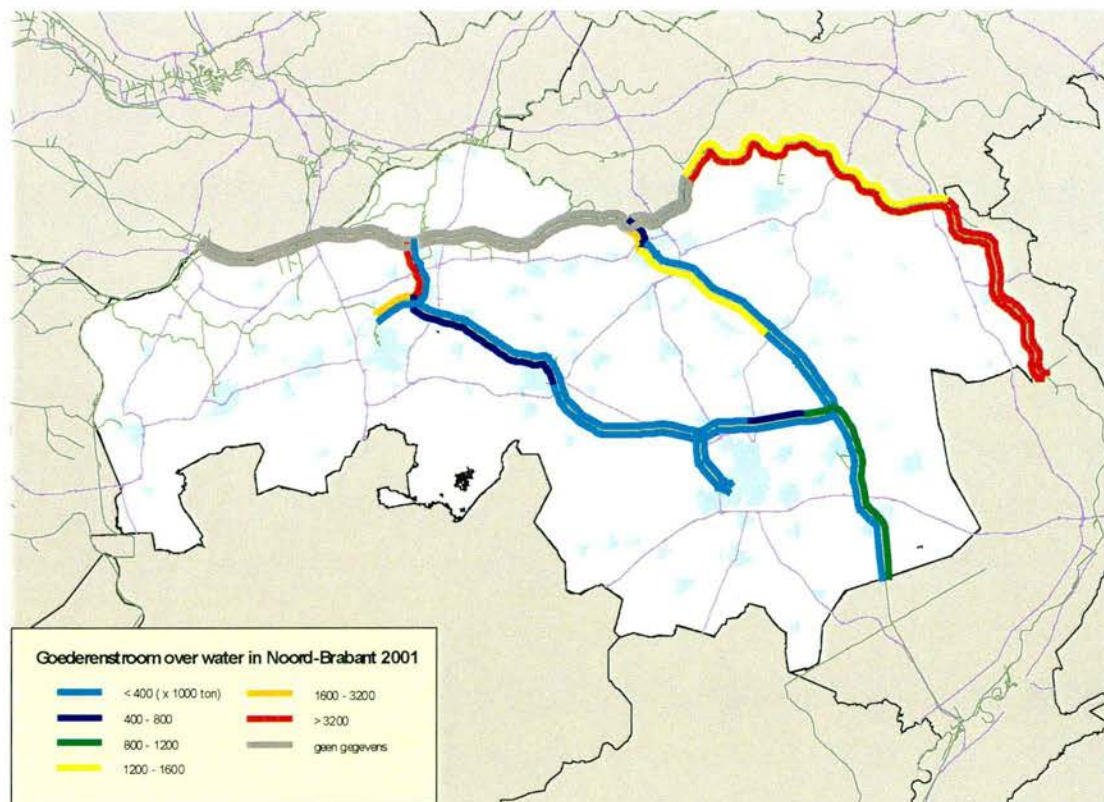 Goederenstroom over water in Noord-Brabant 2001
< 400 ( x 1000 ton)
400 - 800
800 - 1200
1200 - 1600
1600 - 3200
> 3200
geen gegevens